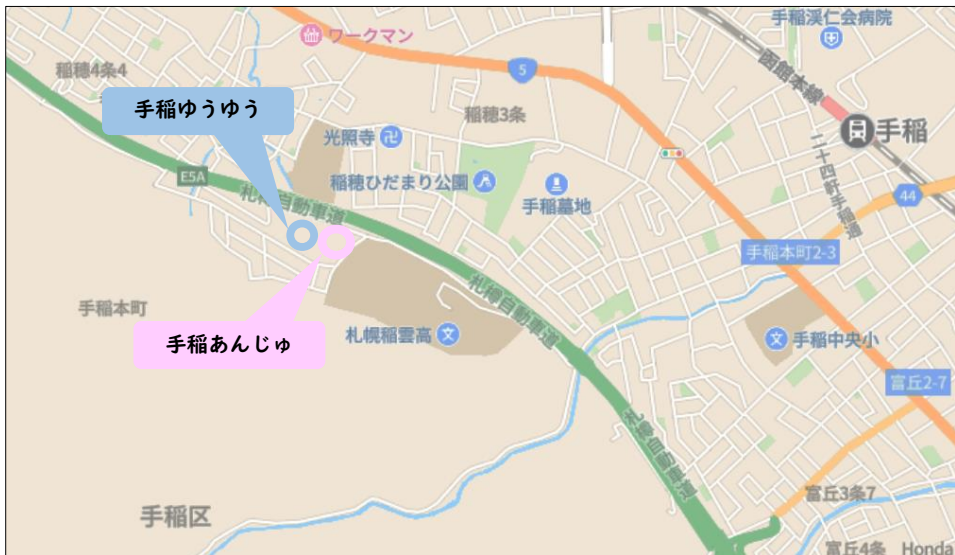 手稲渓仁会病院
ワークマン
稲穂4条4
5
函館本線
手稲ゆうゆう
稲穂3条
手稲
光照寺
二十四軒手稲通
E5A
稲穂ひだまり公園
44
札樽自動車道
手稲墓地
手稲本町2-3
手稲本町
札樽自動車道
手稲あんじゅ
札幌稲雲高
手稲中央小
富丘2-7
札樽自動車道
富丘3条7
手稲区
富丘4条
Honda